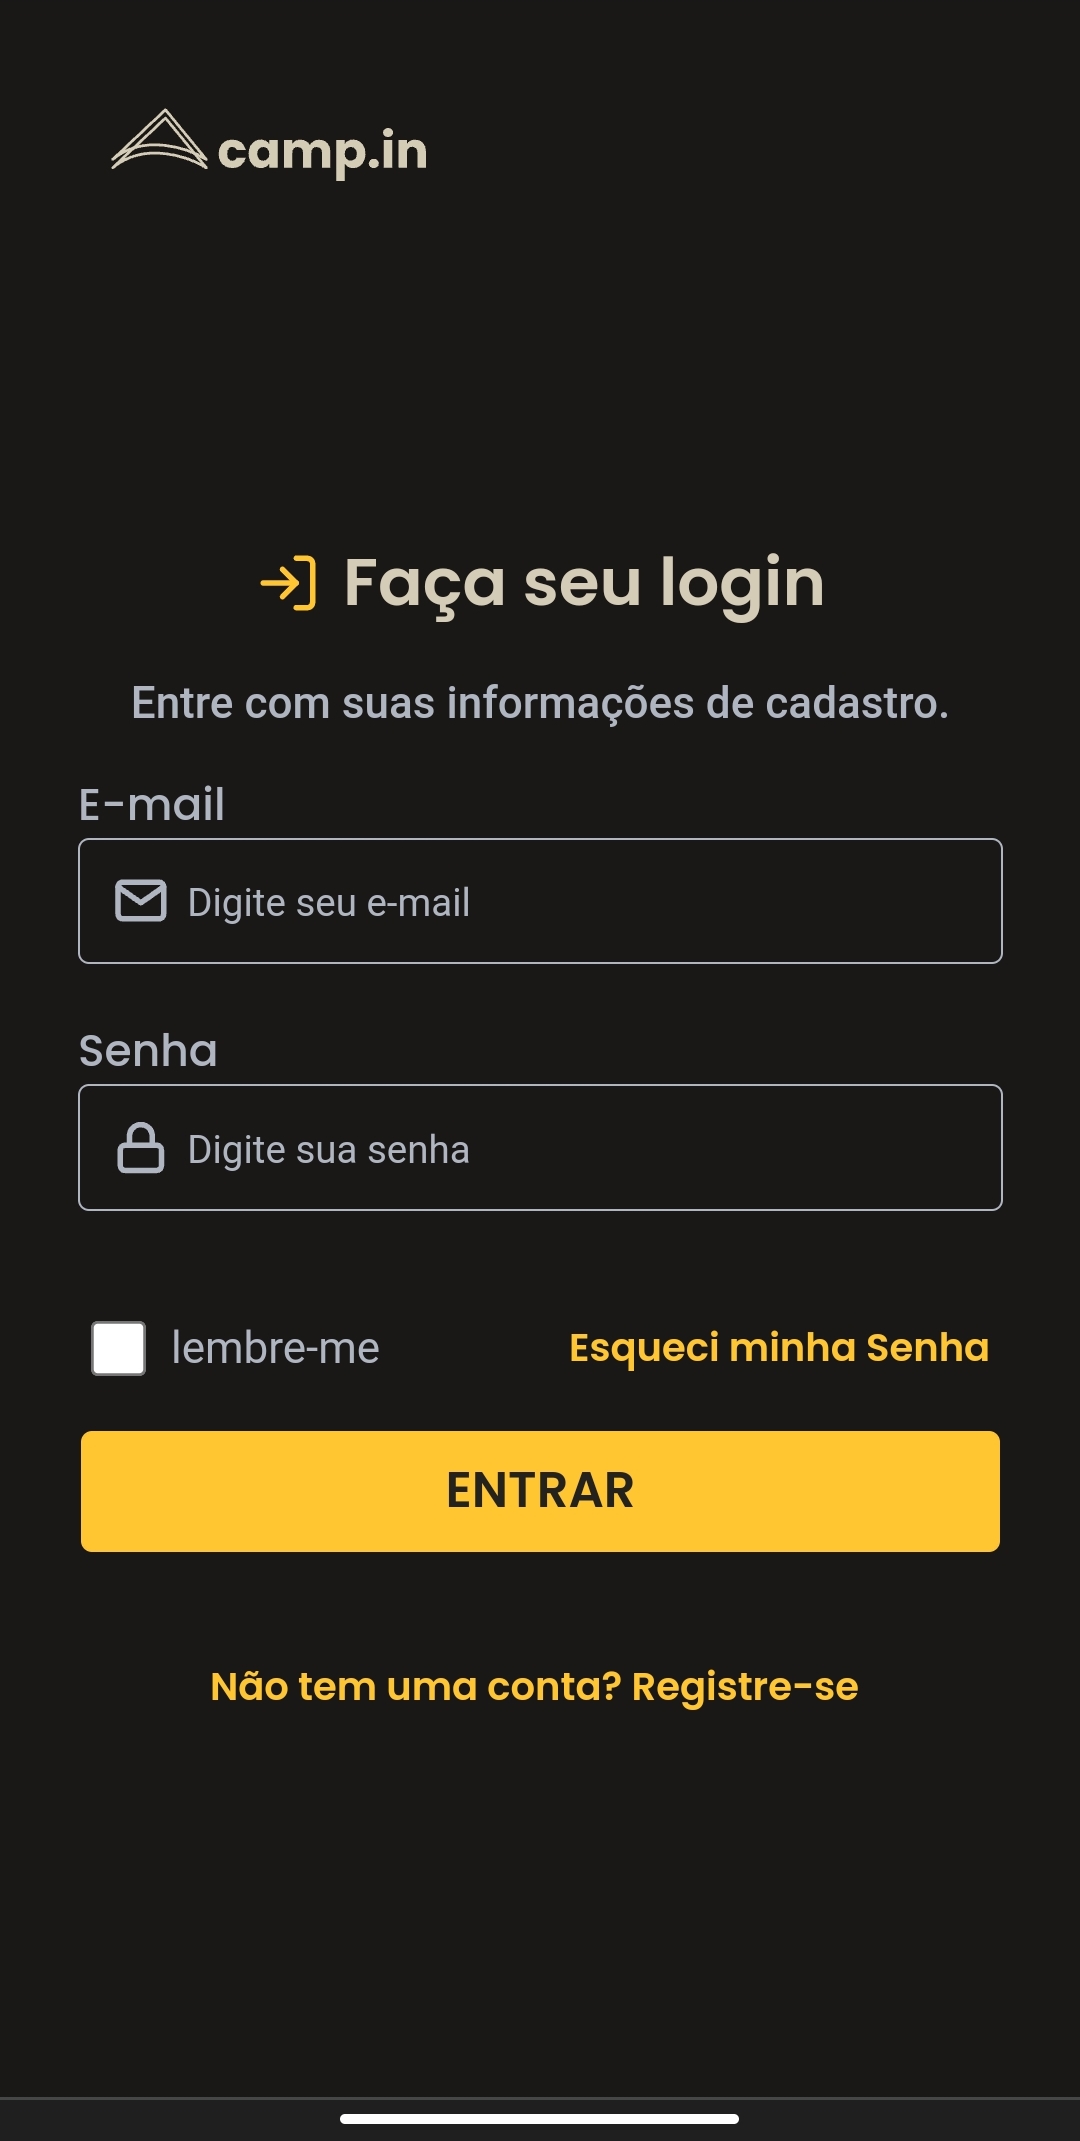 camp.in
Faça seu login
Entre com suas informações de cadastro.
E-mail
Digite seu e-mail
Senha
Digite sua senha
lembre-me Esqueci minha Senha
ENTRAR
Não tem uma conta? Registre-se